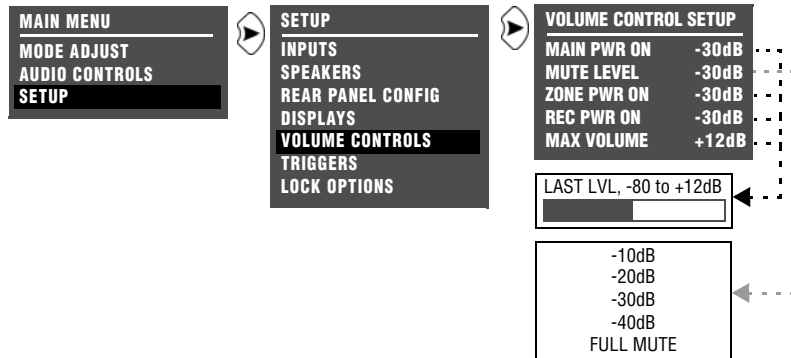 MAIN MENU
MODE ADJUST
AUDIO CONTROLS
SETUP
SETUP
INPUTS
SPEAKERS
REAR PANEL CONFIG
DISPLAYS
VOLUME CONTROLS
TRIGGERS
LOCK OPTIONS
VOLUME CONTROL SETUP
MAIN PWR ON -30dB
MUTE LEVEL -30dB
ZONE PWR ON -30dB
REC PWR ON -30dB
MAX VOLUME +12dB
LAST LVL, -80 to +12dB
-10dB
-20dB
-30dB
-40dB
FULL MUTE